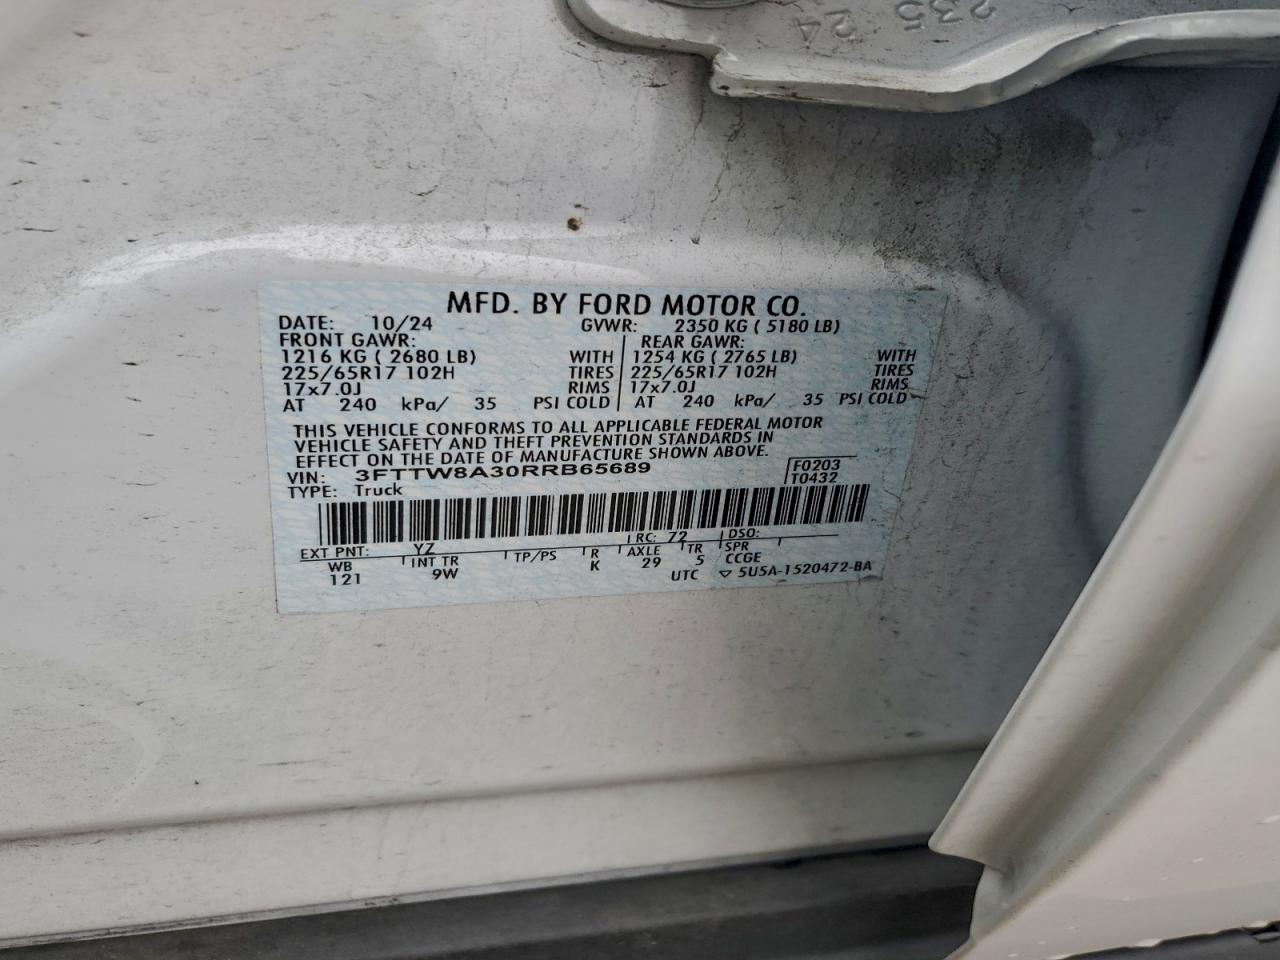 235
24
MFD. BY FORD MOTOR CO.
DATE: 10/24 GVWR: 2350 KG ( 5180 LB)
FRONT GAWR: REAR GAWR:
1216 KG ( 2680 LB) WITH 1254 KG ( 2765 LB) WITH
225/65R17 102H TIRES 225/65R17 102H TIRES
17x7.0J RIMS 17x7.0J RIMS
AT 240 kPa/ 35 PSI COLD AT 240 kPa/ 35 PSI COLD
THIS VEHICLE CONFORMS TO ALL APPLICABLE FEDERAL MOTOR
VEHICLE SAFETY AND THEFT PREVENTION STANDARDS IN
EFFECT ON THE DATE OF MANUFACTURE SHOWN ABOVE.
VIN: 3FTTW8A30RRB65689 F0203
TYPE: Truck T0432
EXT PNT: YZ RC: 72 DSO:
WB INT TR TP/PS R AXLE TR SPR
121 9W K 29 5 CCGE
UTC ▽ 5U5A-1520472-BA